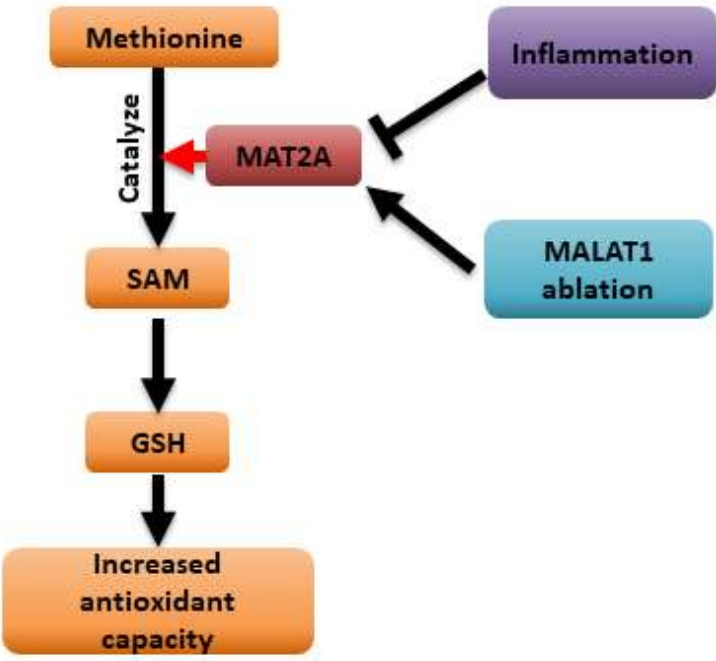 Methionine
Inflammation
Catalyze
MAT2A
SAM
MALAT1
ablation
GSH
Increased
antioxidant
capacity